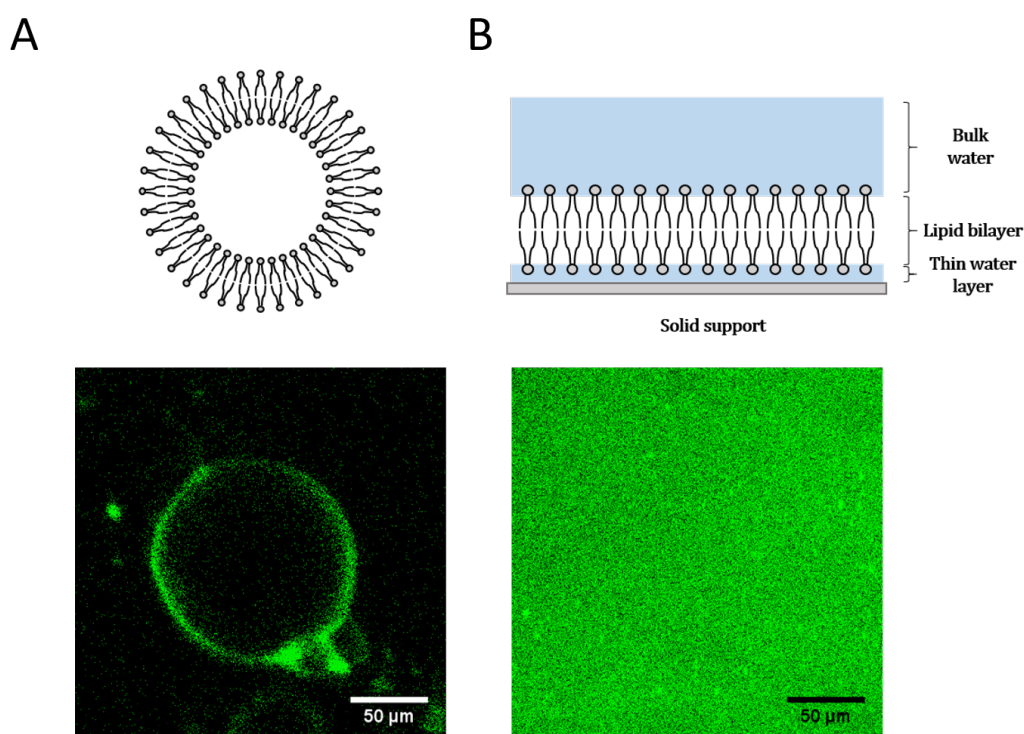 A
B
Bulk
water
Lipid bilayer
Thin water
layer
Solid support
50 µm
50 µm